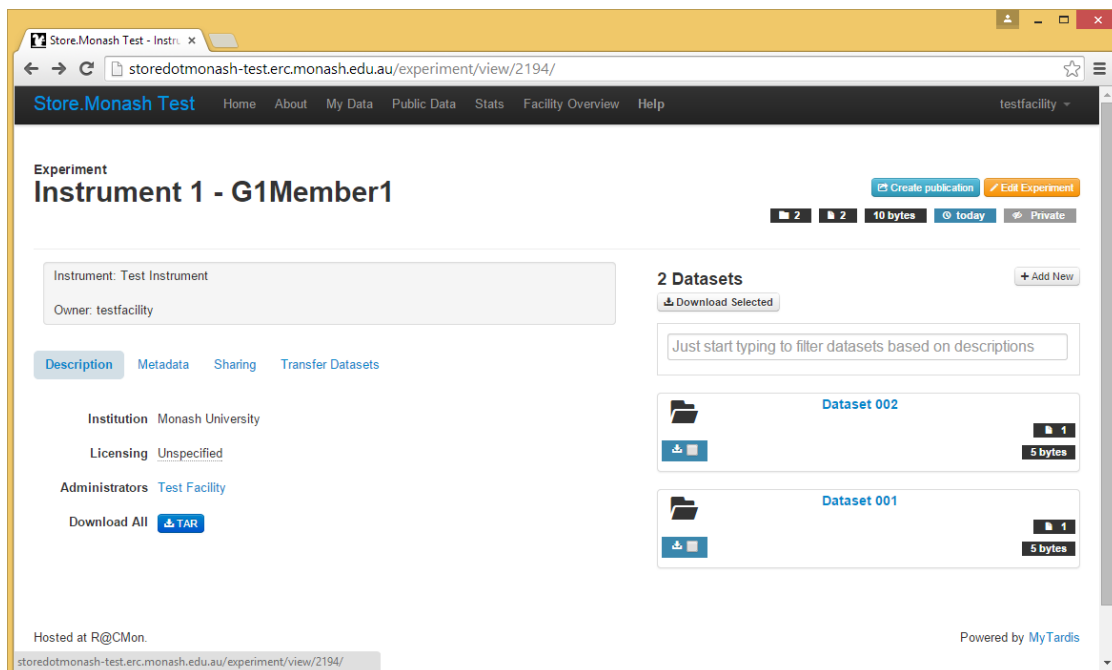 Store.Monash Test - Instru
storedotmonash-test.erc.monash.edu.au/experiment/view/2194/
Store.Monash Test Home About My Data Public Data Stats Facility Overview Help testfacility
Experiment
Instrument 1 - G1Member1
Create publication Edit Experiment
2 2 10 bytes today Private
Instrument: Test Instrument
Owner: testfacility
Description Metadata Sharing Transfer Datasets
Institution Monash University
Licensing Unspecified
Administrators Test Facility
Download All TAR
2 Datasets + Add New
Download Selected
Just start typing to filter datasets based on descriptions
Dataset 002
1
5 bytes
Dataset 001
1
5 bytes
Hosted at R@CMon. Powered by MyTardis
storedotmonash-test.erc.monash.edu.au/experiment/view/2194/